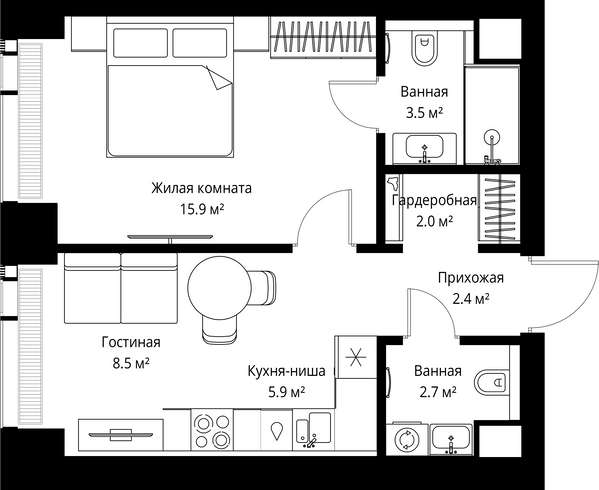 Ванная
3.5 м²
Жилая комната
15.9 м²
Гардеробная
2.0 м²
Прихожая
2.4 м²
Гостиная
8.5 м²
Кухня-ниша
5.9 м²
Ванная
2.7 м²